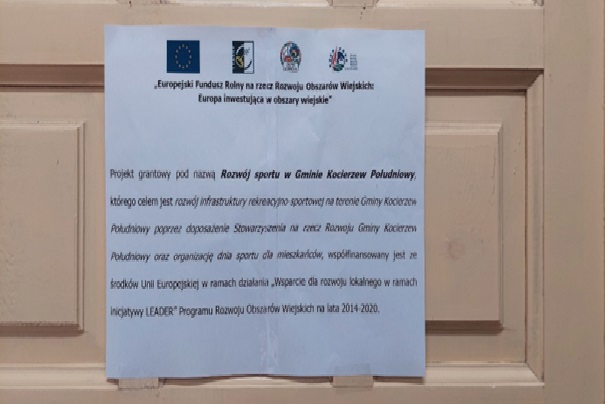 „Europejski Fundusz Rolny na rzecz Rozwoju Obszarów Wiejskich:
Europa inwestująca w obszary wiejskie"
Projekt grantowy pod nazwą Rozwój sportu w Gminie Kocierzew Południowy,
którego celem jest rozwój infrastruktury rekreacyjno-sportowej na terenie Gminy Kocierzew
Południowy poprzez doposażenie Stowarzyszenia na rzecz Rozwoju Gminy Kocierzew
Południowy oraz organizację dnia sportu dla mieszkańców, współfinansowany jest ze
środków Unii Europejskiej w ramach działania „Wsparcie dla rozwoju lokalnego w ramach
inicjatywy LEADER" Programu Rozwoju Obszarów Wiejskich na lata 2014-2020.